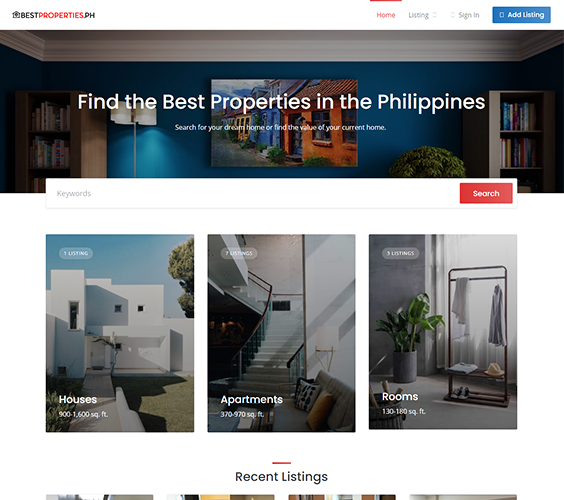 BESTPROPERTIES.PH
Home
Listing
Sign In
Add Listing
Find the Best Properties in the Philippines
Search for your dream home or find the value of your current home.
Keywords
Search
1 LISTING
7 LISTINGS
3 LISTINGS
Houses
900-1,600 sq. ft.
Apartments
370-970 sq. ft.
Rooms
130-180 sq. ft.
Recent Listings